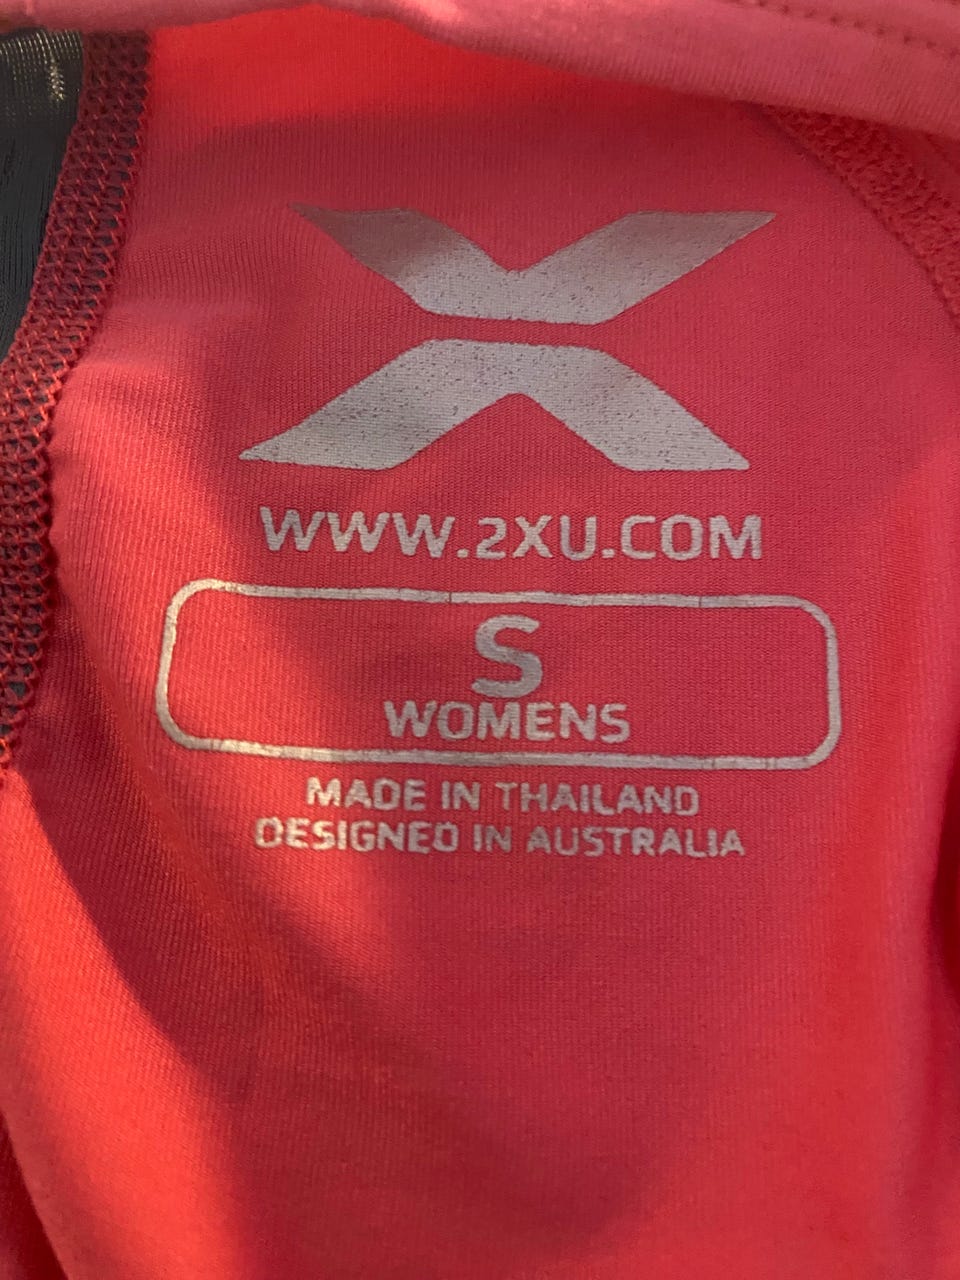 WWW.2XU.COM
S
WOMENS
MADE IN THAILAND
DESIGNED IN AUSTRALIA